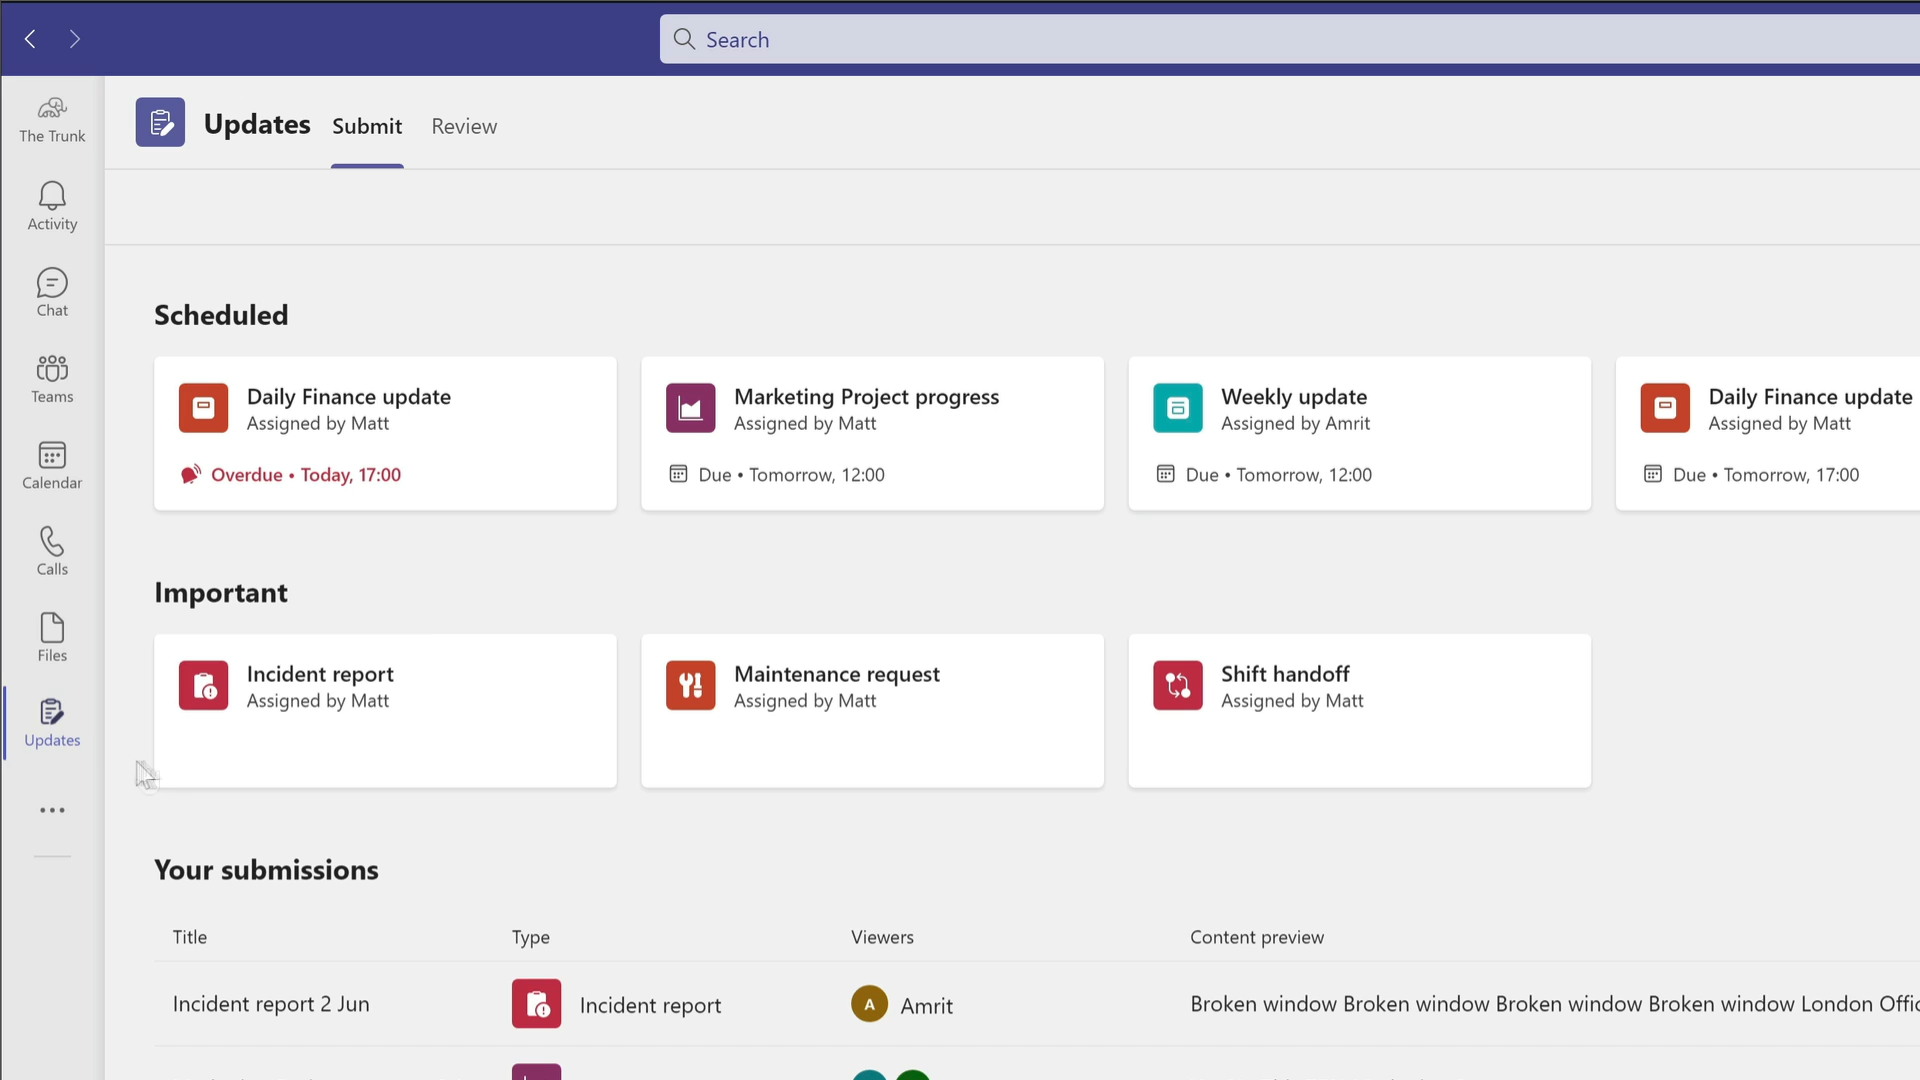 Search
The Trunk
Activity
Chat
Teams
Calendar
Calls
Files
Updates
Updates Submit Review
Scheduled
Daily Finance update
Assigned by Matt
Overdue • Today, 17:00
Marketing Project progress
Assigned by Matt
Due • Tomorrow, 12:00
Weekly update
Assigned by Amrit
Due • Tomorrow, 12:00
Daily Finance update
Assigned by Matt
Due • Tomorrow, 17:00
Important
Incident report
Assigned by Matt
Maintenance request
Assigned by Matt
Shift handoff
Assigned by Matt
Your submissions
Title Type Viewers Content preview
Incident report 2 Jun Incident report A Amrit Broken window Broken window Broken window Broken window London